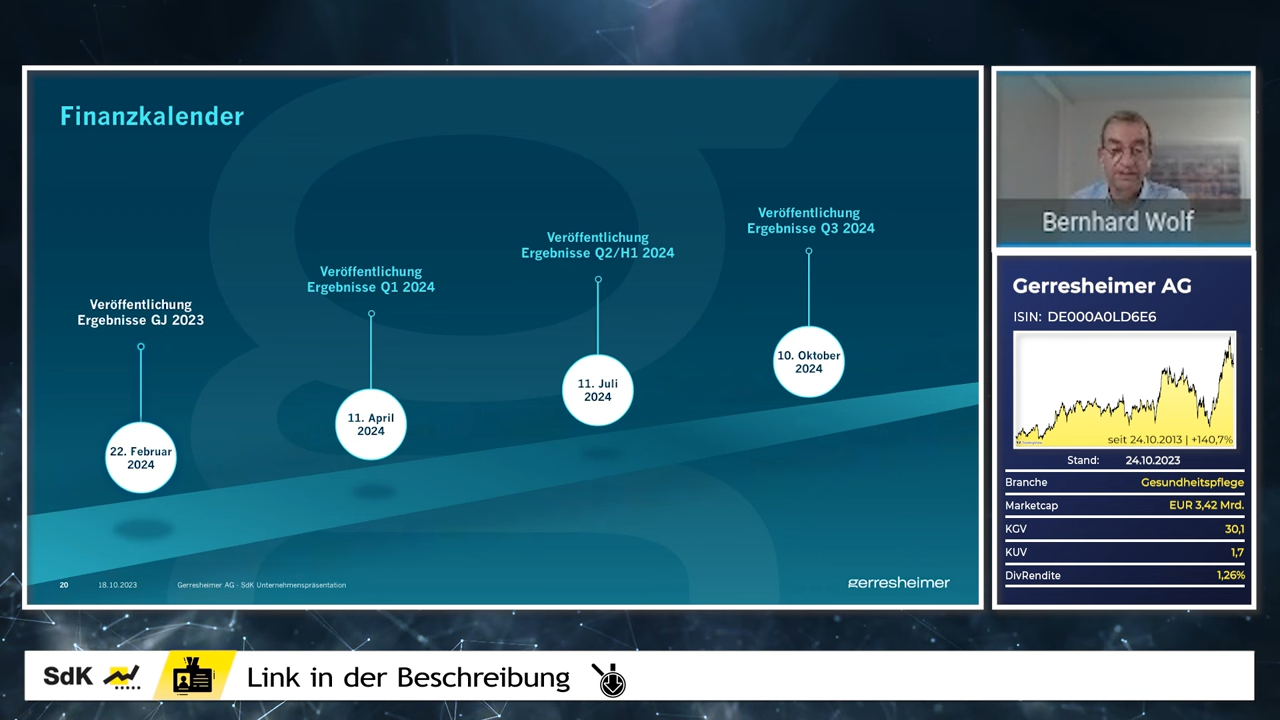 Finanzkalender
Veröffentlichung
Ergebnisse GJ 2023
22. Februar
2024
Veröffentlichung
Ergebnisse Q1 2024
11. April
2024
Veröffentlichung
Ergebnisse Q2/H1 2024
11. Juli
2024
Veröffentlichung
Ergebnisse Q3 2024
10. Oktober
2024
20 18.10.2023 Gerresheimer AG - SdK Unternehmenspräsentation
gerresheimer
Bernhard Wolf
Gerresheimer AG
ISIN: DE000A0LD6E6
seit 24.10.2013 | +140,7%
Stand: 24.10.2023
Branche Gesundheitspflege
Marketcap EUR 3,42 Mrd.
KGV 30,1
KUV 1,7
DivRendite 1,26%
SdK
Link in der Beschreibung